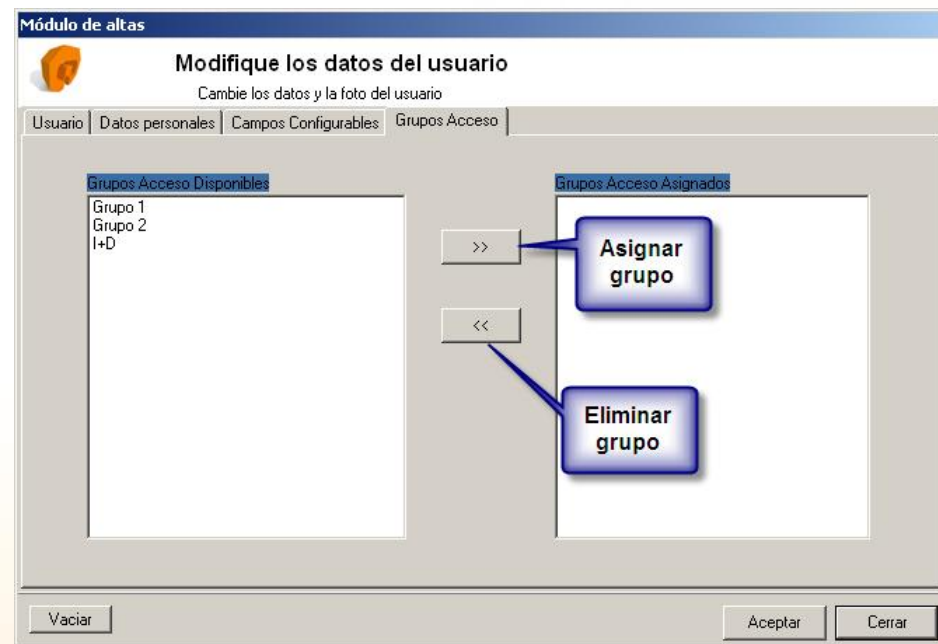 Módulo de altas
Modifique los datos del usuario
Cambie los datos y la foto del usuario
Usuario Datos personales Campos Configurables Grupos Acceso
Grupos Acceso Disponibles
Grupo 1
Grupo 2
I+D
>>
<<
Grupos Acceso Asignados
Asignar
grupo
Eliminar
grupo
Vaciar
Aceptar
Cerrar